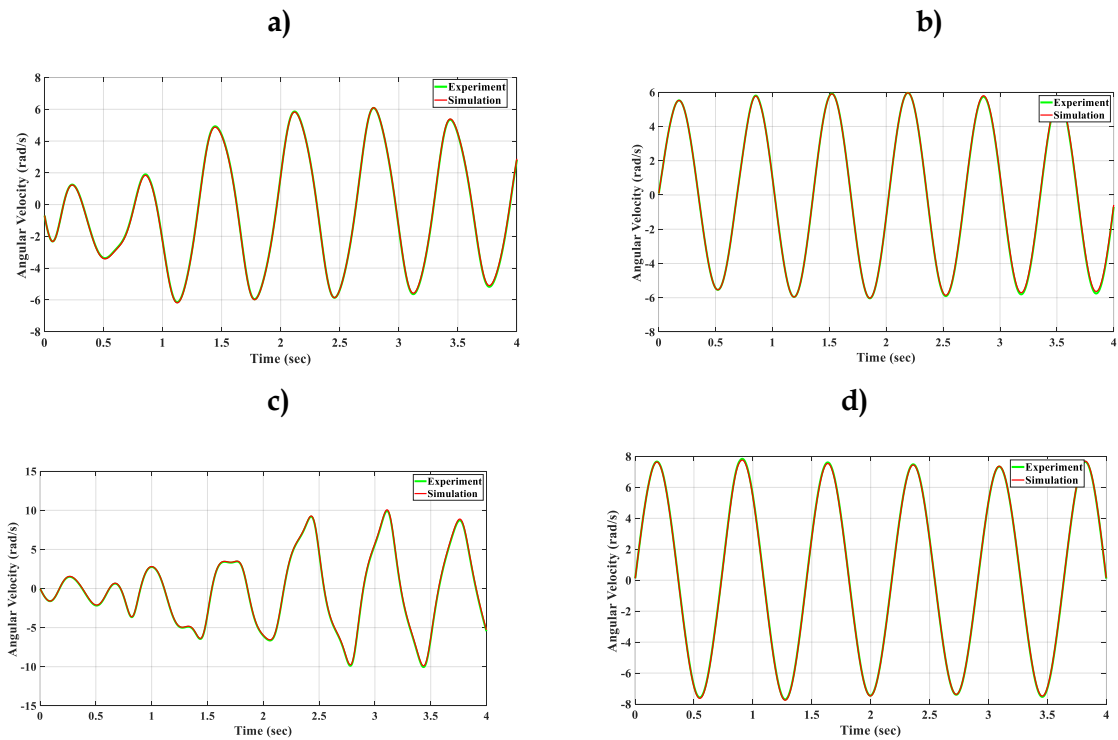 a)
Angular Velocity (rad/s)
8
6
4
2
0
-2
-4
-6
-8
Experiment
Simulation
0 0.5 1 1.5 2 2.5 3 3.5 4
Time (sec)
b)
Angular Velocity (rad/s)
6
4
2
0
-2
-4
-6
-8
Experiment
Simulation
0 0.5 1 1.5 2 2.5 3 3.5 4
Time (sec)
c)
Angular Velocity (rad/s)
15
10
5
0
-5
-10
-15
Experiment
Simulation
0 0.5 1 1.5 2 2.5 3 3.5 4
Time (sec)
d)
Angular Velocity (rad/s)
8
6
4
2
0
-2
-4
-6
-8
Experiment
Simulation
0 0.5 1 1.5 2 2.5 3 3.5 4
Time (sec)